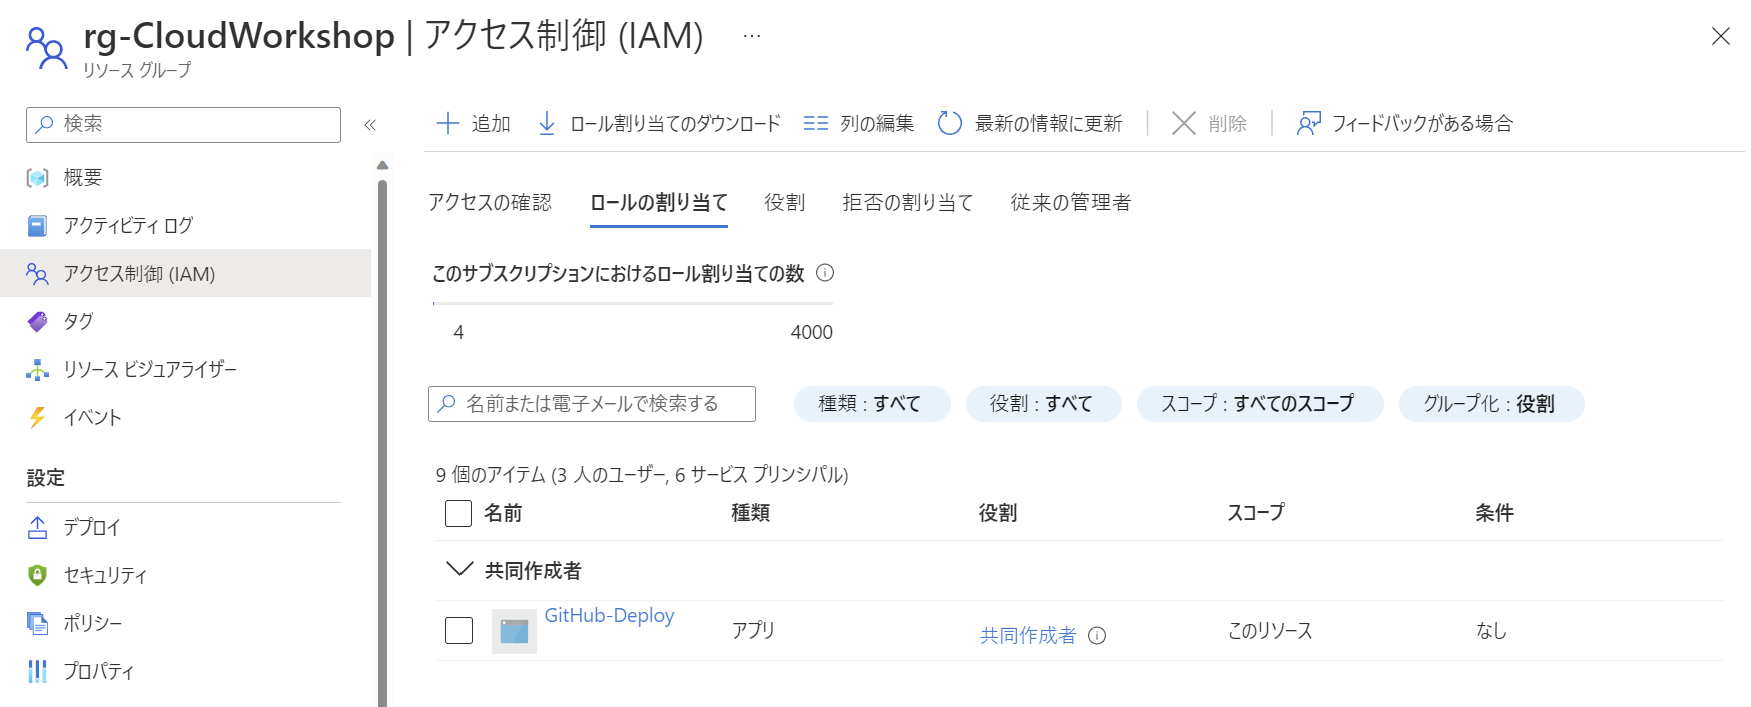 rg-CloudWorkshop | アクセス制御 (IAM) ...
リソース グループ
検索
«
概要
アクティビティ ログ
アクセス制御 (IAM)
タグ
リソース ビジュアライザー
イベント
設定
デプロイ
セキュリティ
ポリシー
プロパティ
追加 ロール割り当てのダウンロード 列の編集 最新の情報に更新 削除 フィードバックがある場合
アクセスの確認 ロールの割り当て 役割 拒否の割り当て 従来の管理者
このサブスクリプションにおけるロール割り当ての数
4 4000
名前または電子メールで検索する 種類 : すべて 役割 : すべて スコープ : すべてのスコープ グループ化 : 役割
9 個のアイテム (3 人のユーザー, 6 サービス プリンシパル)
名前 種類 役割 スコープ 条件
共同作成者
GitHub-Deploy アプリ 共同作成者 このリソース なし